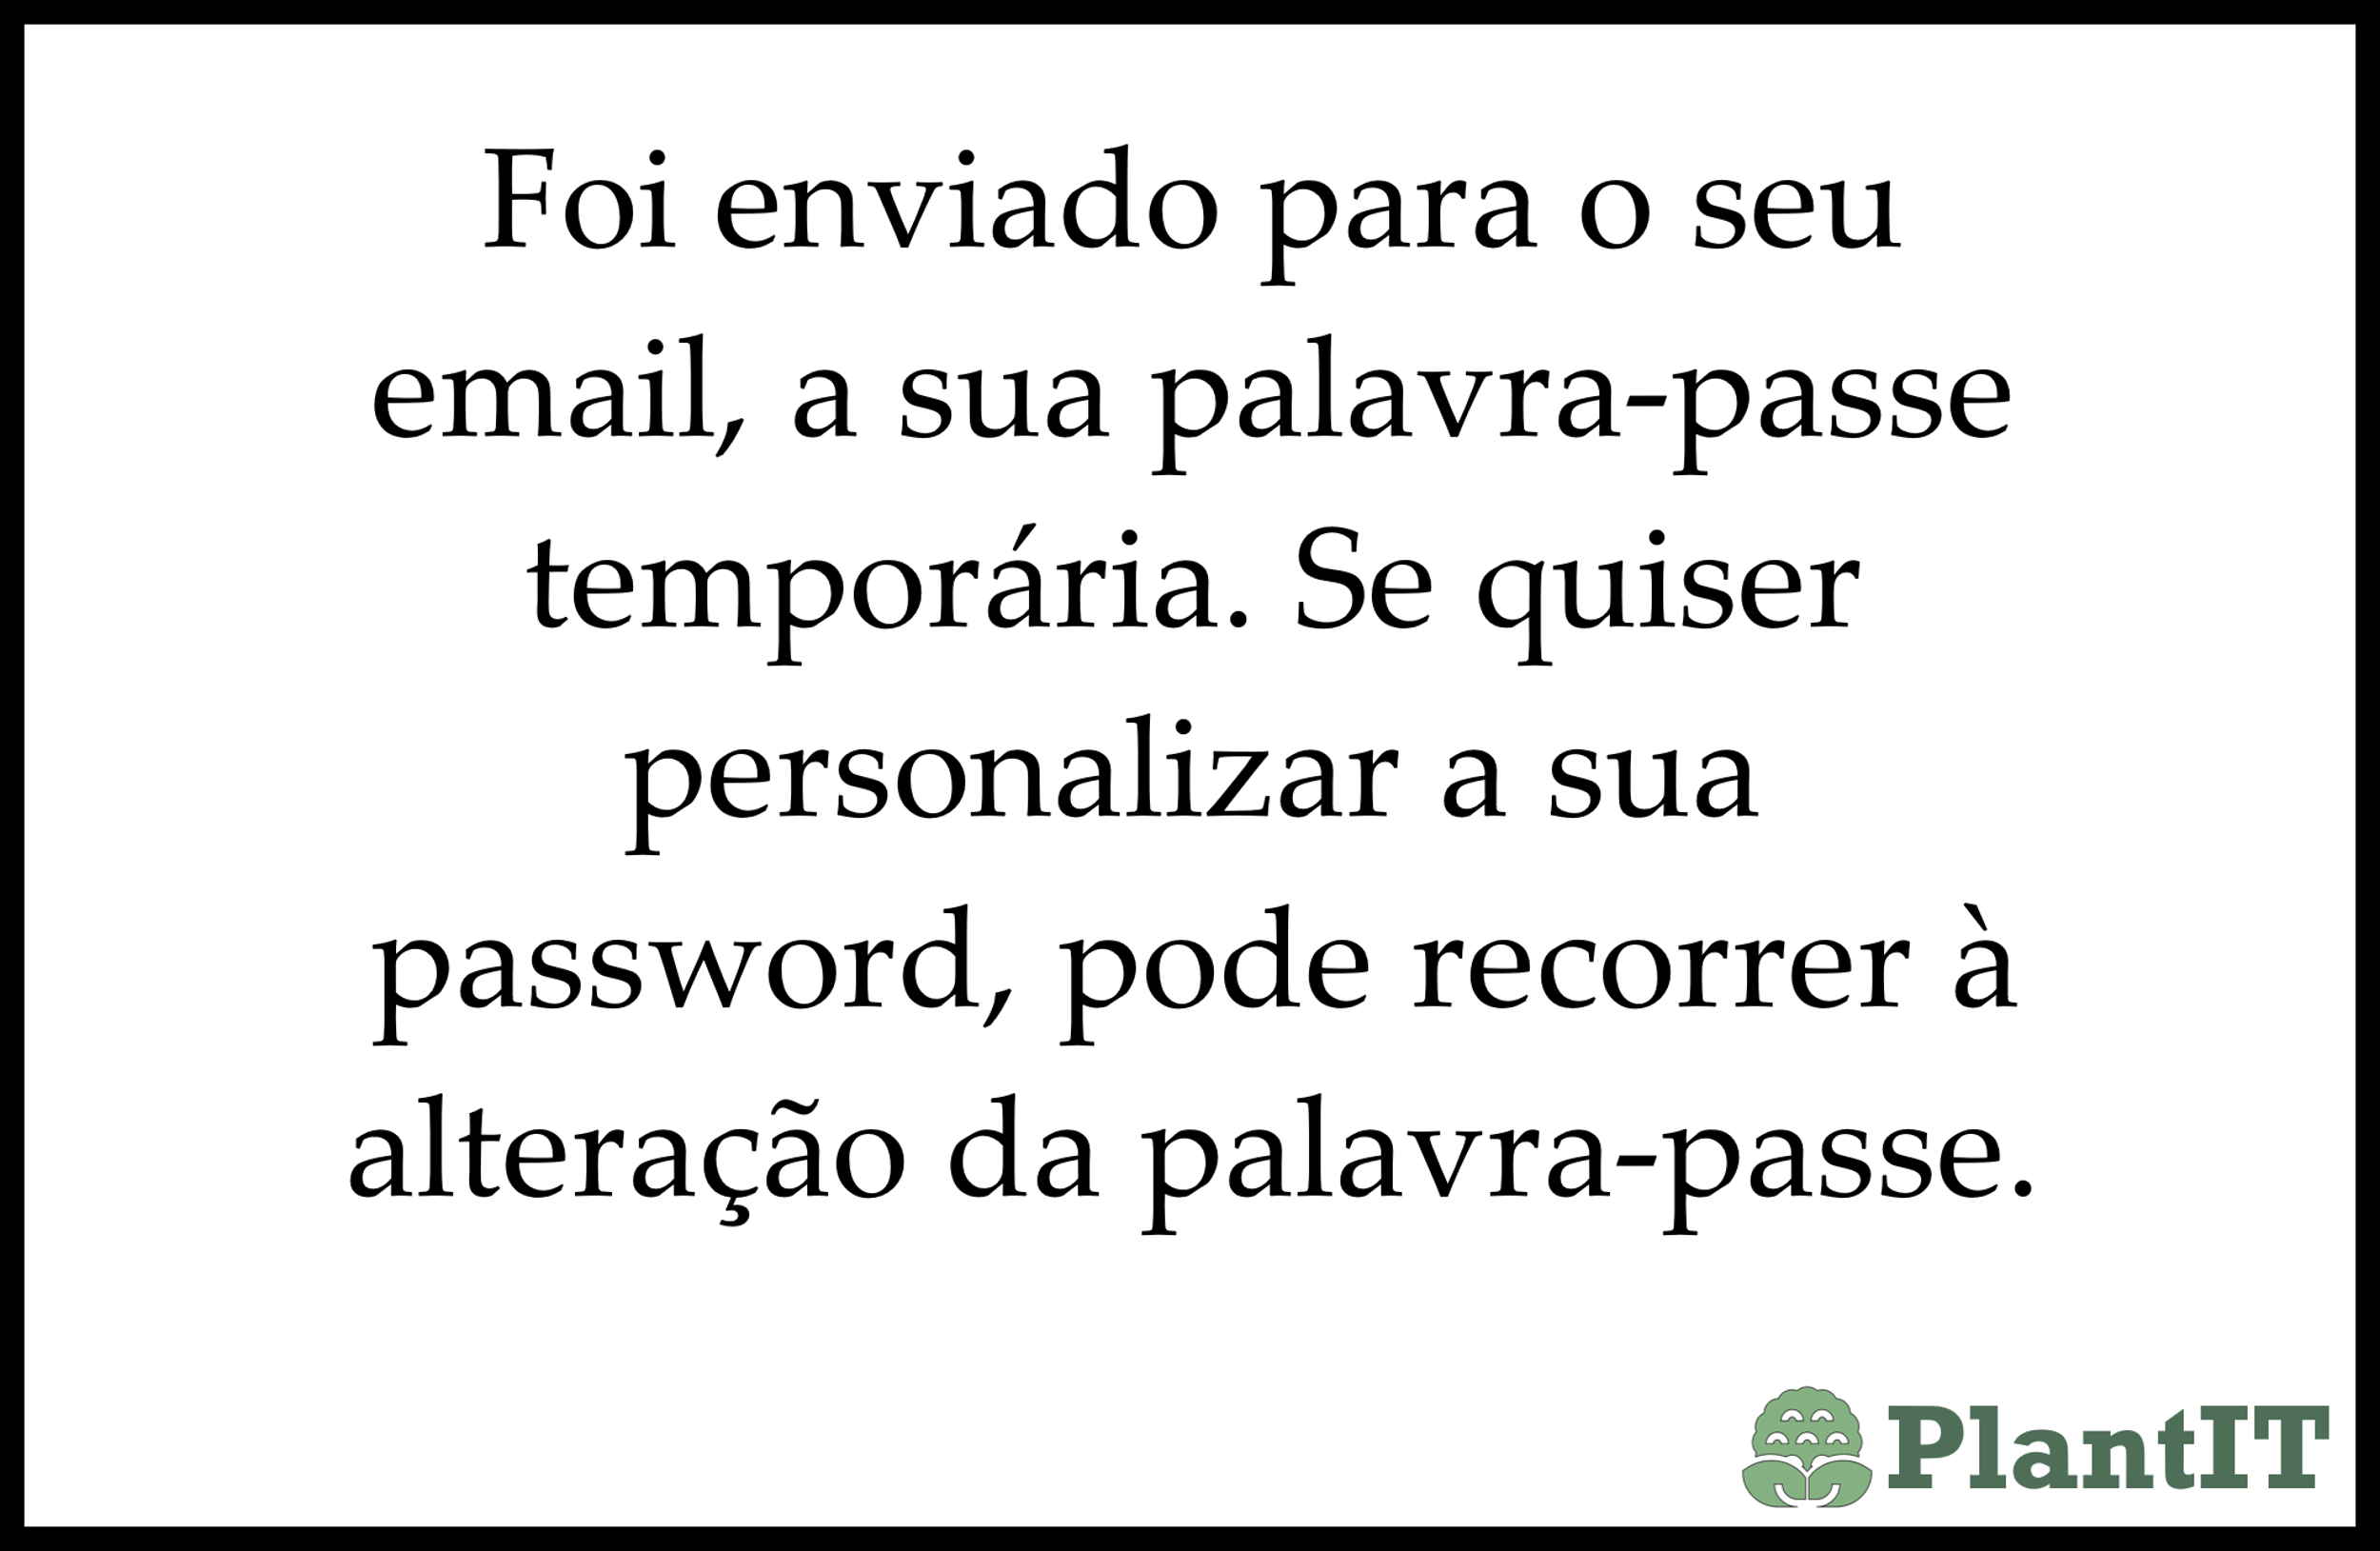 Foi enviado para o seu
email, a sua palavra-passe
temporária. Se quiser
personalizar a sua
password, pode recorrer à
alteração da palavra-passe.
PlantIT